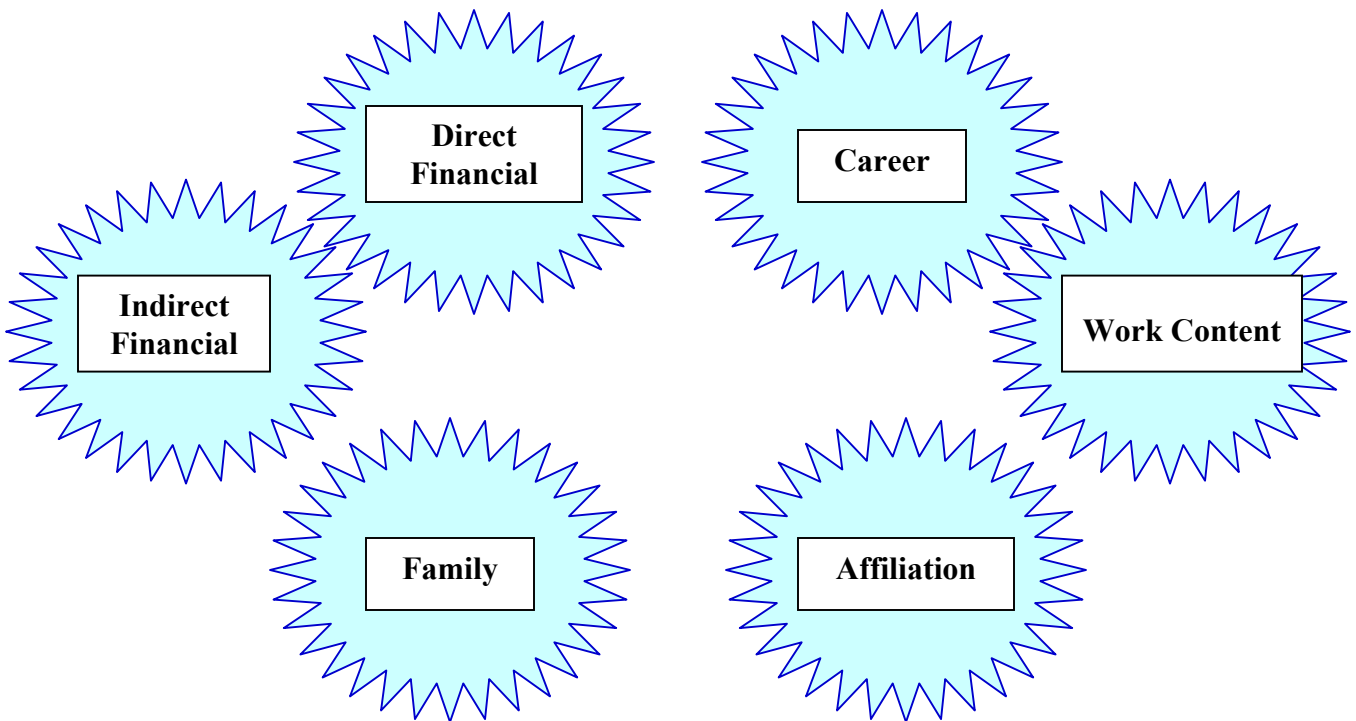 Direct
Financial
Career
Indirect
Financial
Work Content
Family
Affiliation